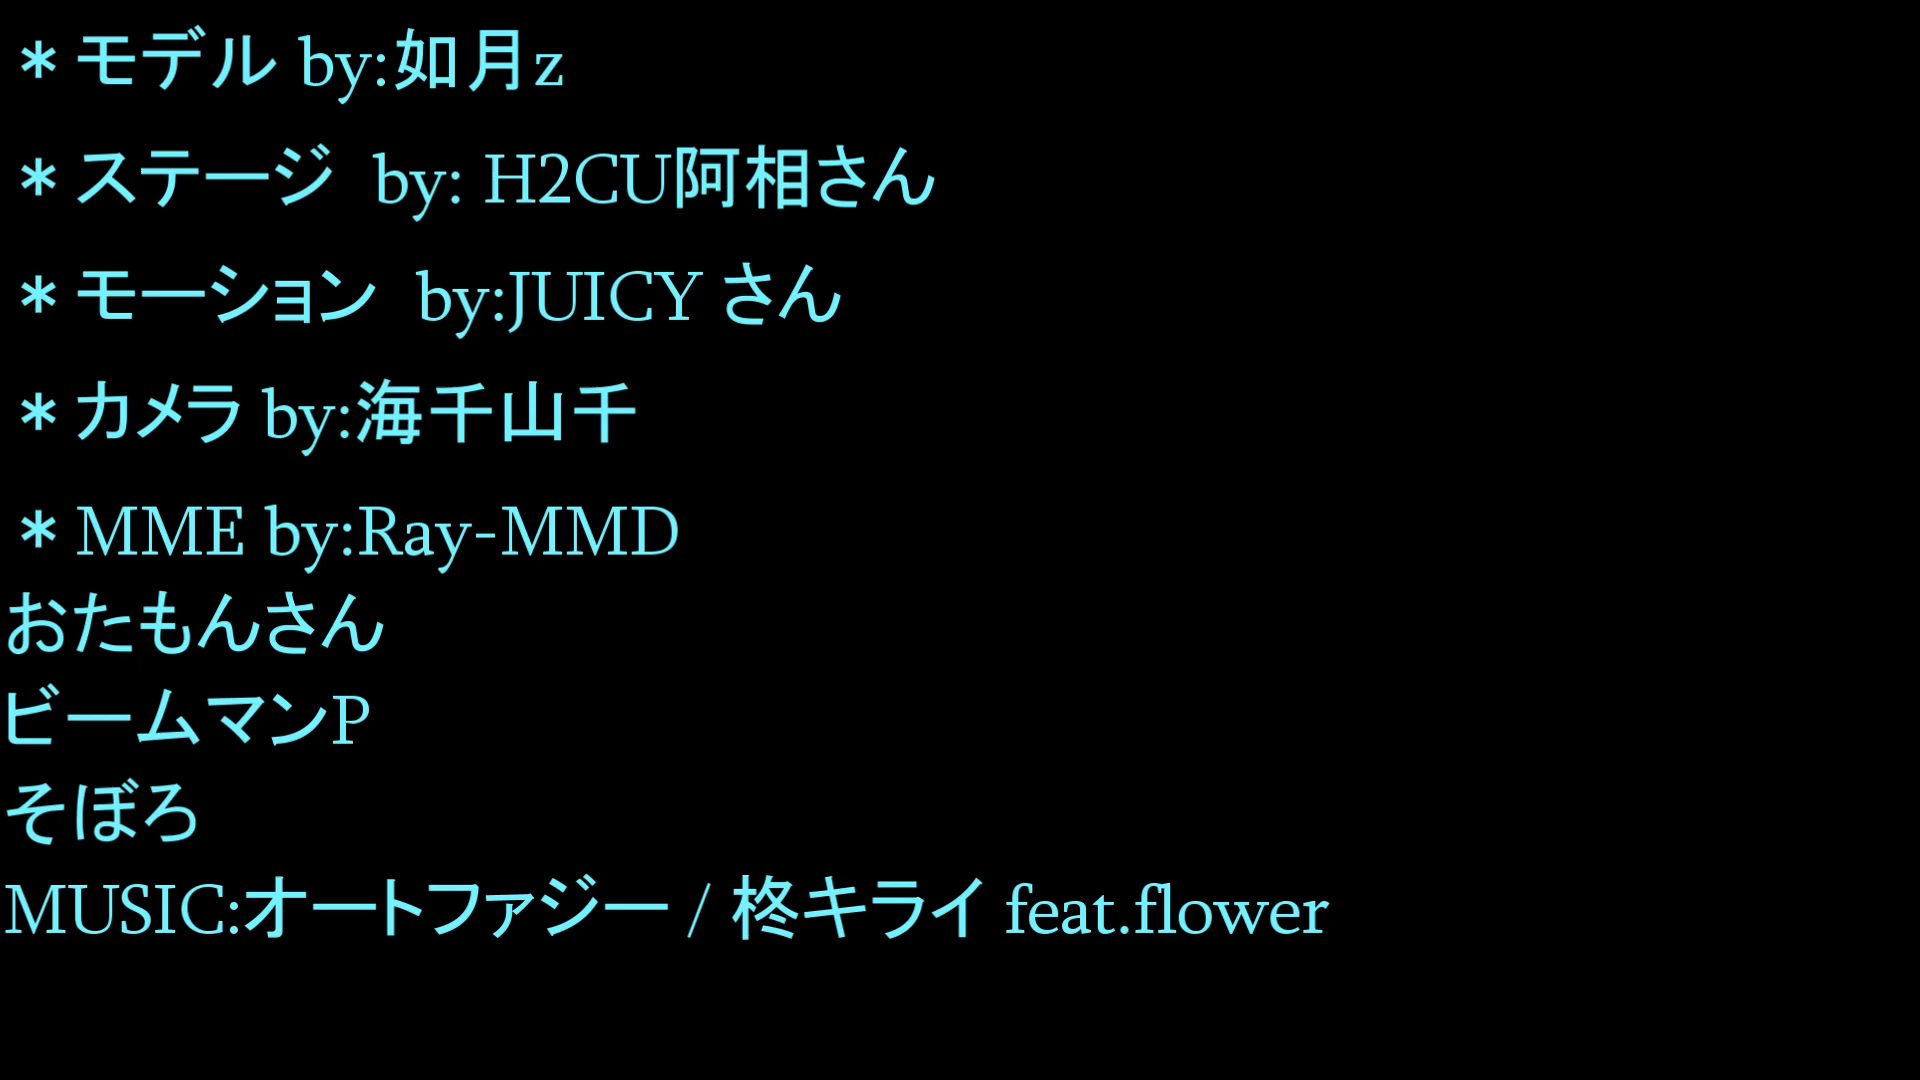 * モデル by:如月z
* ステージ by: H2CU阿相さん
* モーション by:JUICY さん
* カメラ by:海千山千
* MME by:Ray-MMD
おたもんさん
ビームマンP
そぼろ
MUSIC:オートファジー / 柊キライ feat.flower